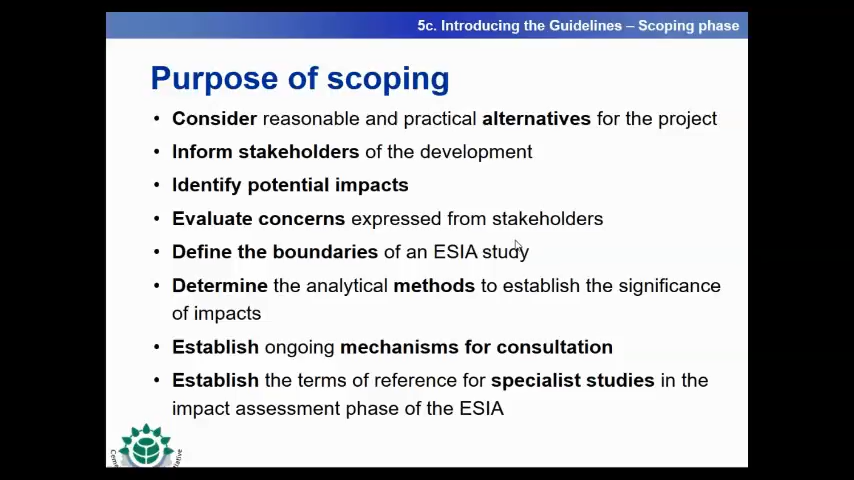 5c. Introducing the Guidelines – Scoping phase
Purpose of scoping
• Consider reasonable and practical alternatives for the project
• Inform stakeholders of the development
• Identify potential impacts
• Evaluate concerns expressed from stakeholders
• Define the boundaries of an ESIA study
• Determine the analytical methods to establish the significance
of impacts
• Establish ongoing mechanisms for consultation
• Establish the terms of reference for specialist studies in the
impact assessment phase of the ESIA